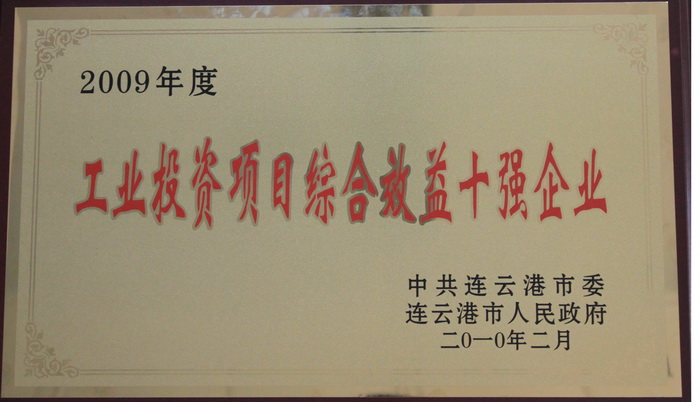 2009年度
工业投资项目综合效益十强企业
中共连云港市委
连云港市人民政府
二〇一〇年二月